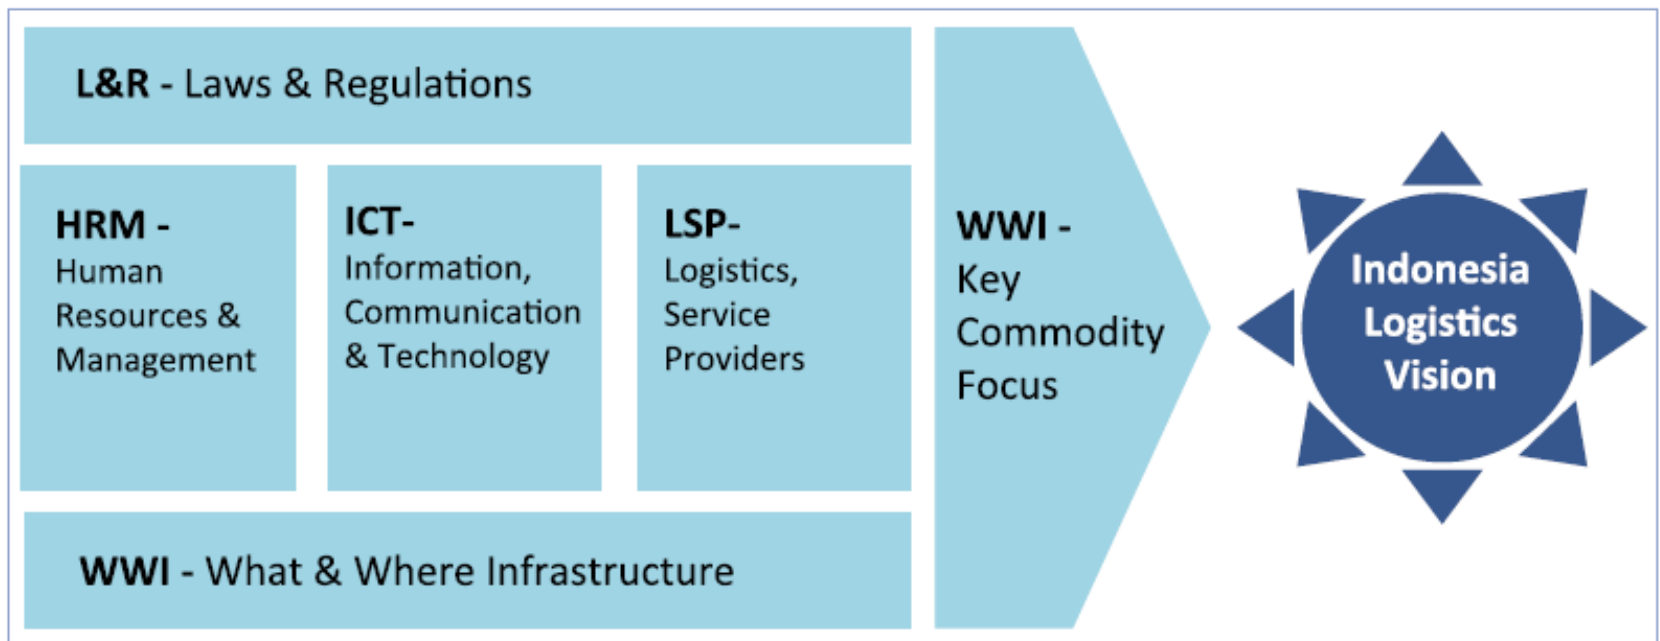 L&R - Laws & Regulations
HRM -
Human
Resources &
Management
ICT-
Information,
Communication
& Technology
LSP-
Logistics,
Service
Providers
WWI - What & Where Infrastructure
WWI -
Key
Commodity
Focus
Indonesia
Logistics
Vision